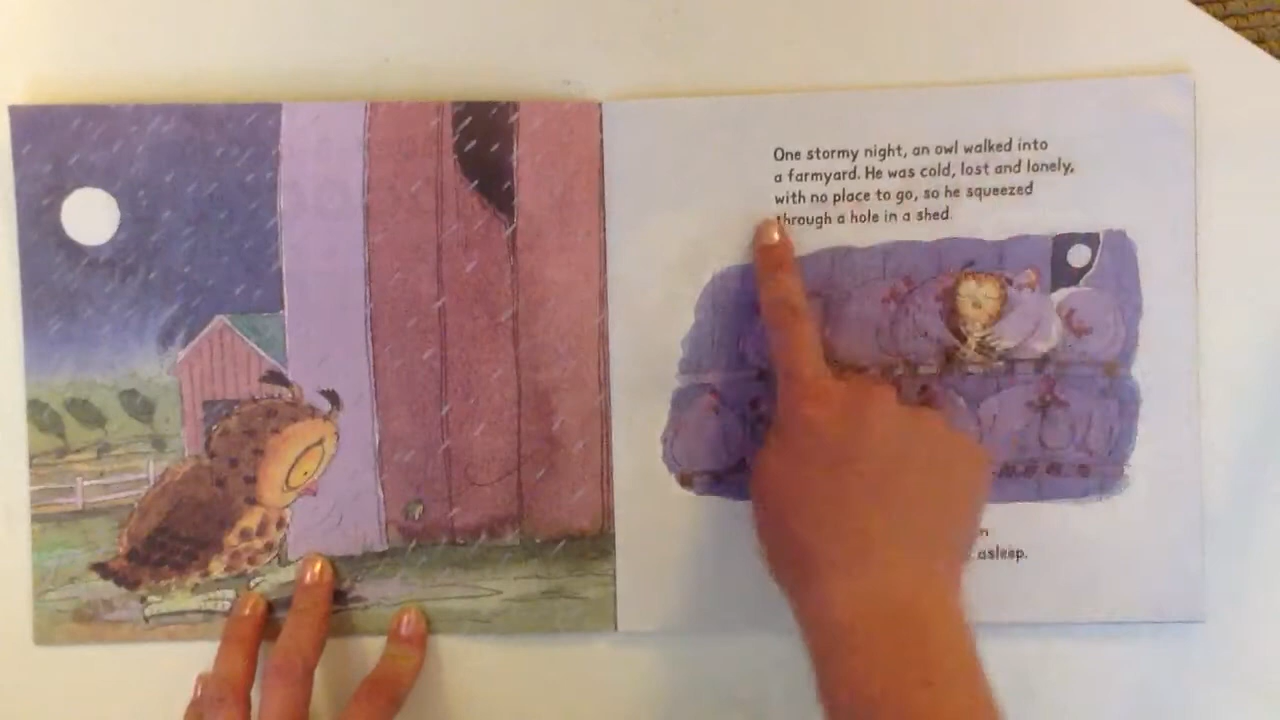 One stormy night, an owl walked into
a farmyard. He was cold, lost and lonely,
with no place to go, so he squeezed
through a hole in a shed.
asleep.